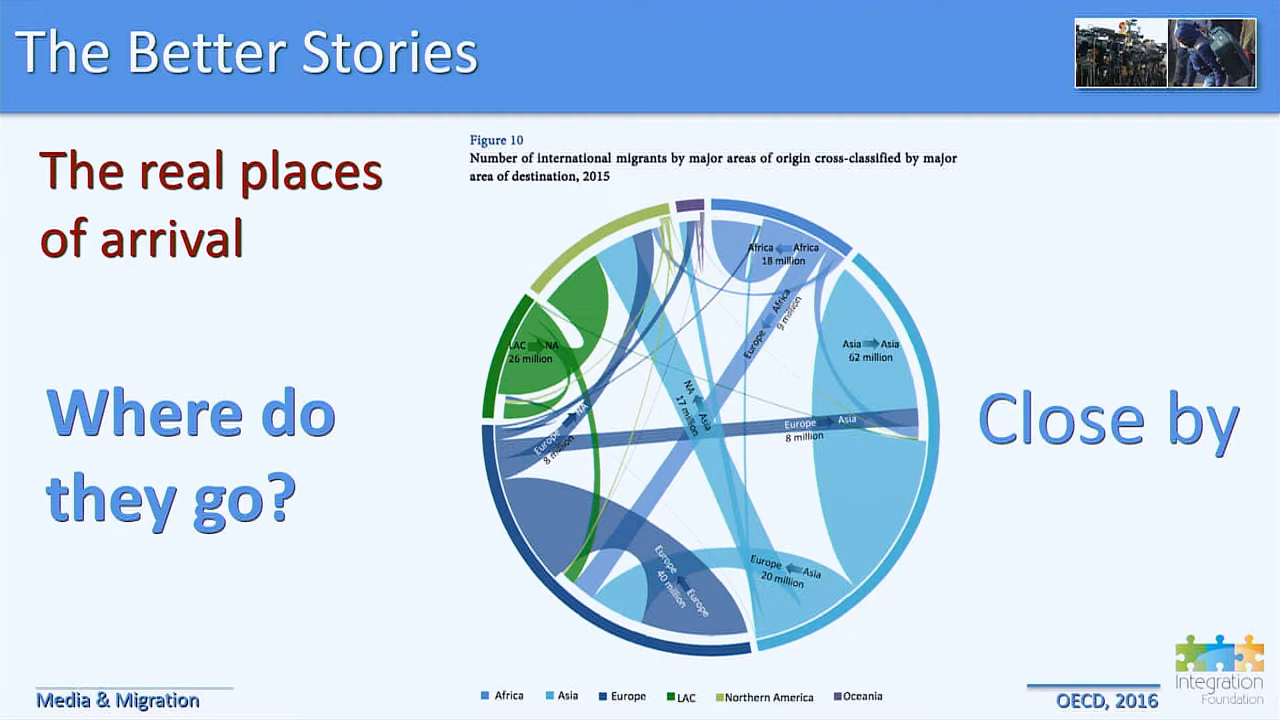 The Better Stories
The real places
of arrival
Where do
they go?
Figure 10
Number of international migrants by major areas of origin cross-classified by major
area of destination, 2015
Africa Africa
18 million
Europe Africa
9 million
Asia Asia
62 million
LAC NA
26 million
NA Asia
17 million
Europe Asia
8 million
Europe NA
8 million
Europe Asia
20 million
Europe Europe
40 million
Close by
Africa Asia Europe LAC Northern America Oceania
Media & Migration
OECD, 2016
Integration
Foundation